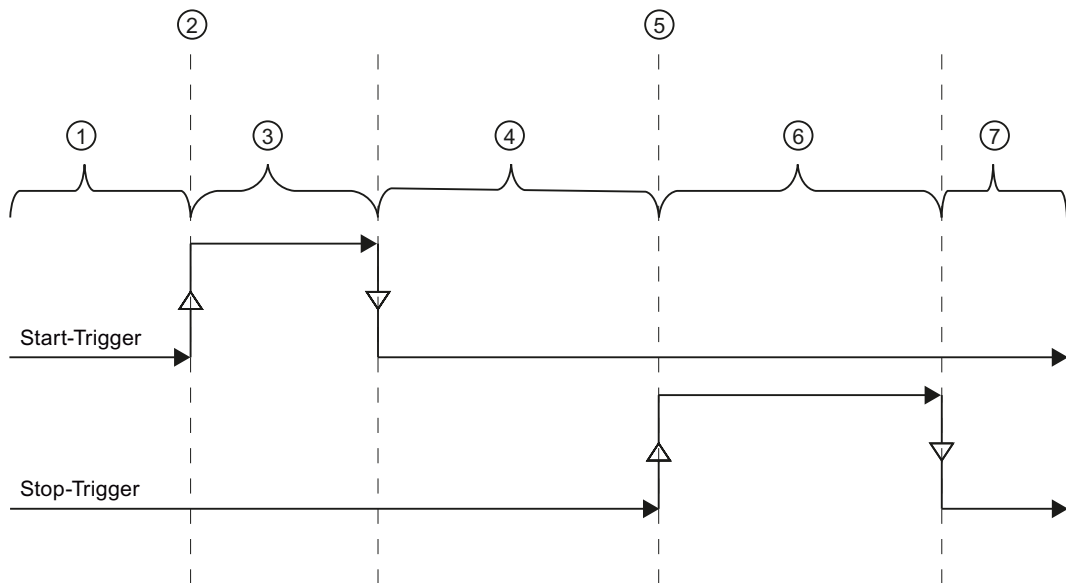 ② ⑤
① ③ ④ ⑥ ⑦
Start-Trigger
Stop-Trigger